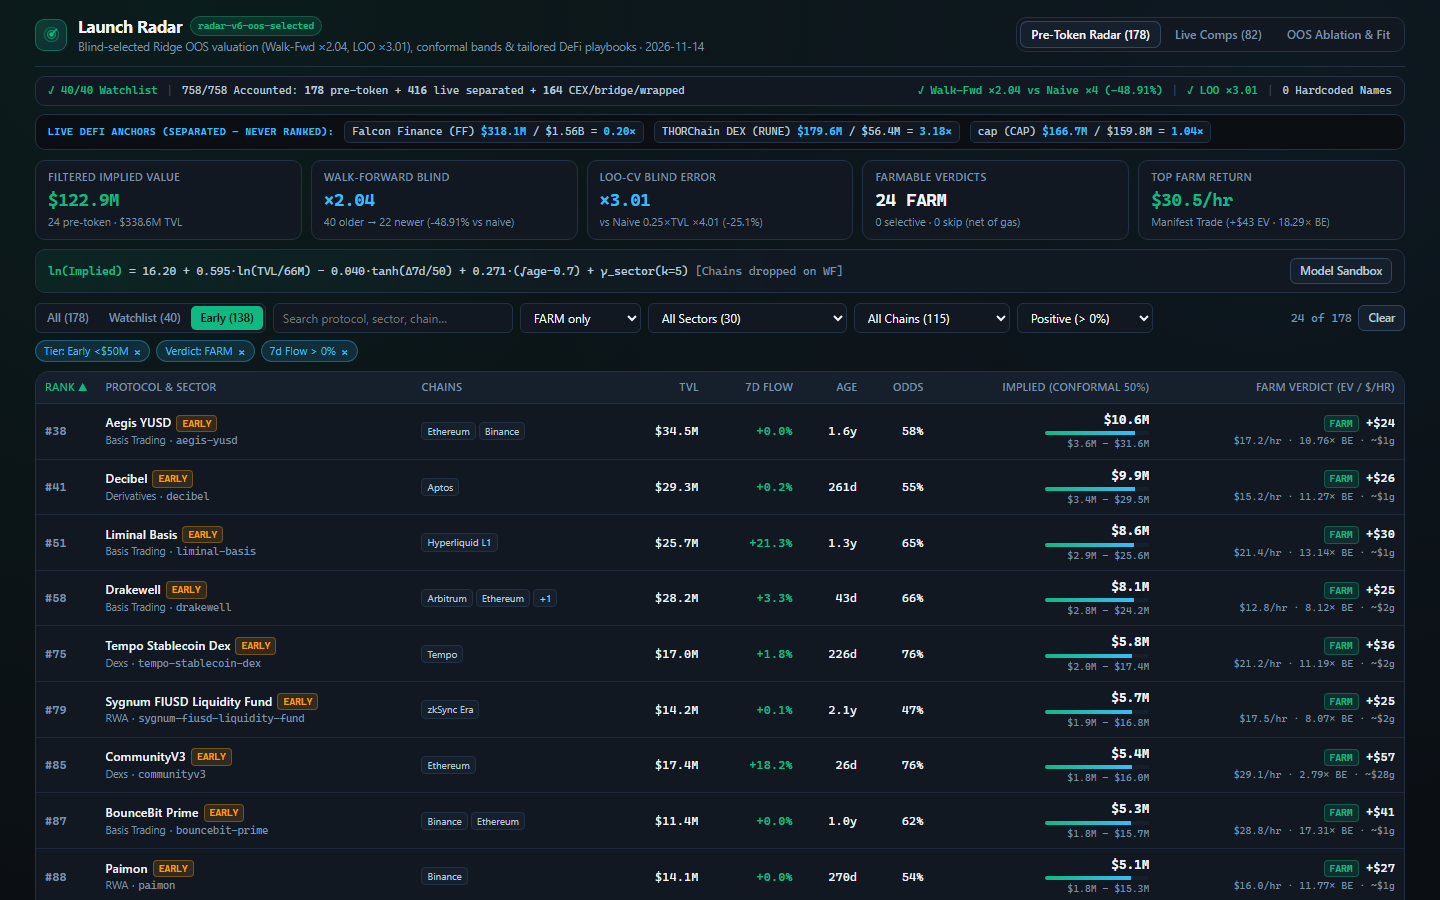 Launch Radar radar-v6-oos-selected
Blind-selected Ridge OOS valuation (Walk-Fwd ×2.04, LOO ×3.01), conformal bands & tailored DeFi playbooks · 2026-11-14
Pre-Token Radar (178) Live Comps (82) OOS Ablation & Fit
✓ 40/40 Watchlist | 758/758 Accounted: 178 pre-token + 416 live separated + 164 CEX/bridge/wrapped
✓ Walk-Fwd ×2.04 vs Naive ×4 (-48.91%) | ✓ LOO ×3.01 | 0 Hardcoded Names
LIVE DEFI ANCHORS (SEPARATED — NEVER RANKED): Falcon Finance (FF) $318.1M / $1.56B = 0.20× THORChain DEX (RUNE) $179.6M / $56.4M = 3.18× cap (CAP) $166.7M / $159.8M = 1.04×
FILTERED IMPLIED VALUE
$122.9M
24 pre-token · $338.6M TVL
WALK-FORWARD BLIND
×2.04
40 older → 22 newer (-48.91% vs naive)
LOO-CV BLIND ERROR
×3.01
vs Naive 0.25×TVL ×4.01 (-25.1%)
FARMABLE VERDICTS
24 FARM
0 selective · 0 skip (net of gas)
TOP FARM RETURN
$30.5/hr
Manifest Trade (+$43 EV · 18.29× BE)
ln(Implied) = 16.20 + 0.595·ln(TVL/66M) − 0.040·tanh(Δ7d/50) + 0.271·(√age−0.7) + γ_sector(k=5) [Chains dropped on WF]
Model Sandbox
All (178) Watchlist (40) Early (138) Search protocol, sector, chain... FARM only All Sectors (30) All Chains (115) Positive (> 0%) 24 of 178 Clear
Tier: Early <$50M × Verdict: FARM × 7d Flow > 0% ×
RANK ▲ PROTOCOL & SECTOR CHAINS TVL 7D FLOW AGE ODDS IMPLIED (CONFORMAL 50%) FARM VERDICT (EV / $/HR)
#38 Aegis YUSD EARLY Ethereum Binance $34.5M +0.0% 1.6y 58% $10.6M FARM +$24
Basis Trading · aegis-yusd $3.6M — $31.6M $17.2/hr · 10.76× BE · ~$1g
#41 Decibel EARLY Aptos $29.3M +0.2% 261d 55% $9.9M FARM +$26
Derivatives · decibel $3.4M — $29.5M $15.2/hr · 11.27× BE · ~$1g
#51 Liminal Basis EARLY Hyperliquid L1 $25.7M +21.3% 1.3y 65% $8.6M FARM +$30
Basis Trading · liminal-basis $2.9M — $25.6M $21.4/hr · 13.14× BE · ~$1g
#58 Drakewell EARLY Arbitrum Ethereum +1 $28.2M +3.3% 43d 66% $8.1M FARM +$25
Basis Trading · drakewell $2.8M — $24.2M $12.8/hr · 8.12× BE · ~$2g
#75 Tempo Stablecoin Dex EARLY Tempo $17.0M +1.8% 226d 76% $5.8M FARM +$36
Dexs · tempo-stablecoin-dex $2.0M — $17.4M $21.2/hr · 11.19× BE · ~$2g
#79 Sygnum FIUSD Liquidity Fund EARLY zkSync Era $14.2M +0.1% 2.1y 47% $5.7M FARM +$25
RWA · sygnum-fiusd-liquidity-fund $1.9M — $16.8M $17.5/hr · 8.07× BE · ~$2g
#85 CommunityV3 EARLY Ethereum $17.4M +18.2% 26d 76% $5.4M FARM +$57
Dexs · communityv3 $1.8M — $16.0M $29.1/hr · 2.79× BE · ~$28g
#87 BounceBit Prime EARLY Binance Ethereum $11.4M +0.0% 1.0y 62% $5.3M FARM +$41
Basis Trading · bouncebit-prime $1.8M — $15.7M $28.8/hr · 17.31× BE · ~$1g
#88 Paimon EARLY Binance $14.1M +0.0% 270d 54% $5.1M FARM +$27
RWA · paimon $1.8M — $15.3M $16.0/hr · 11.77× BE · ~$1g